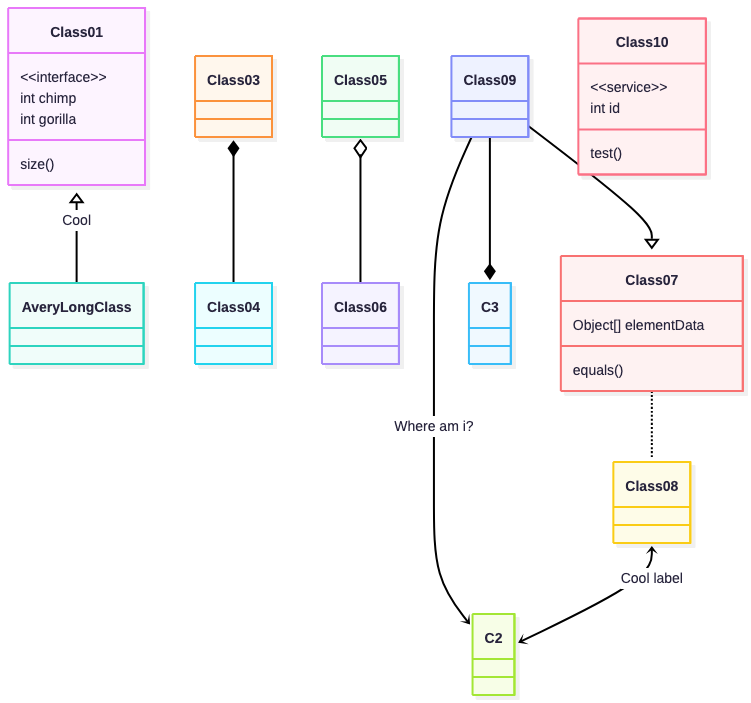 Class01
<<interface>>
int chimp
int gorilla
size()
Class03
Class05
Class09
Class10
<<service>>
int id
test()
Cool
AveryLongClass
Class04
Class06
C3
Class07
Object[] elementData
equals()
Where am i?
Class08
Cool label
C2